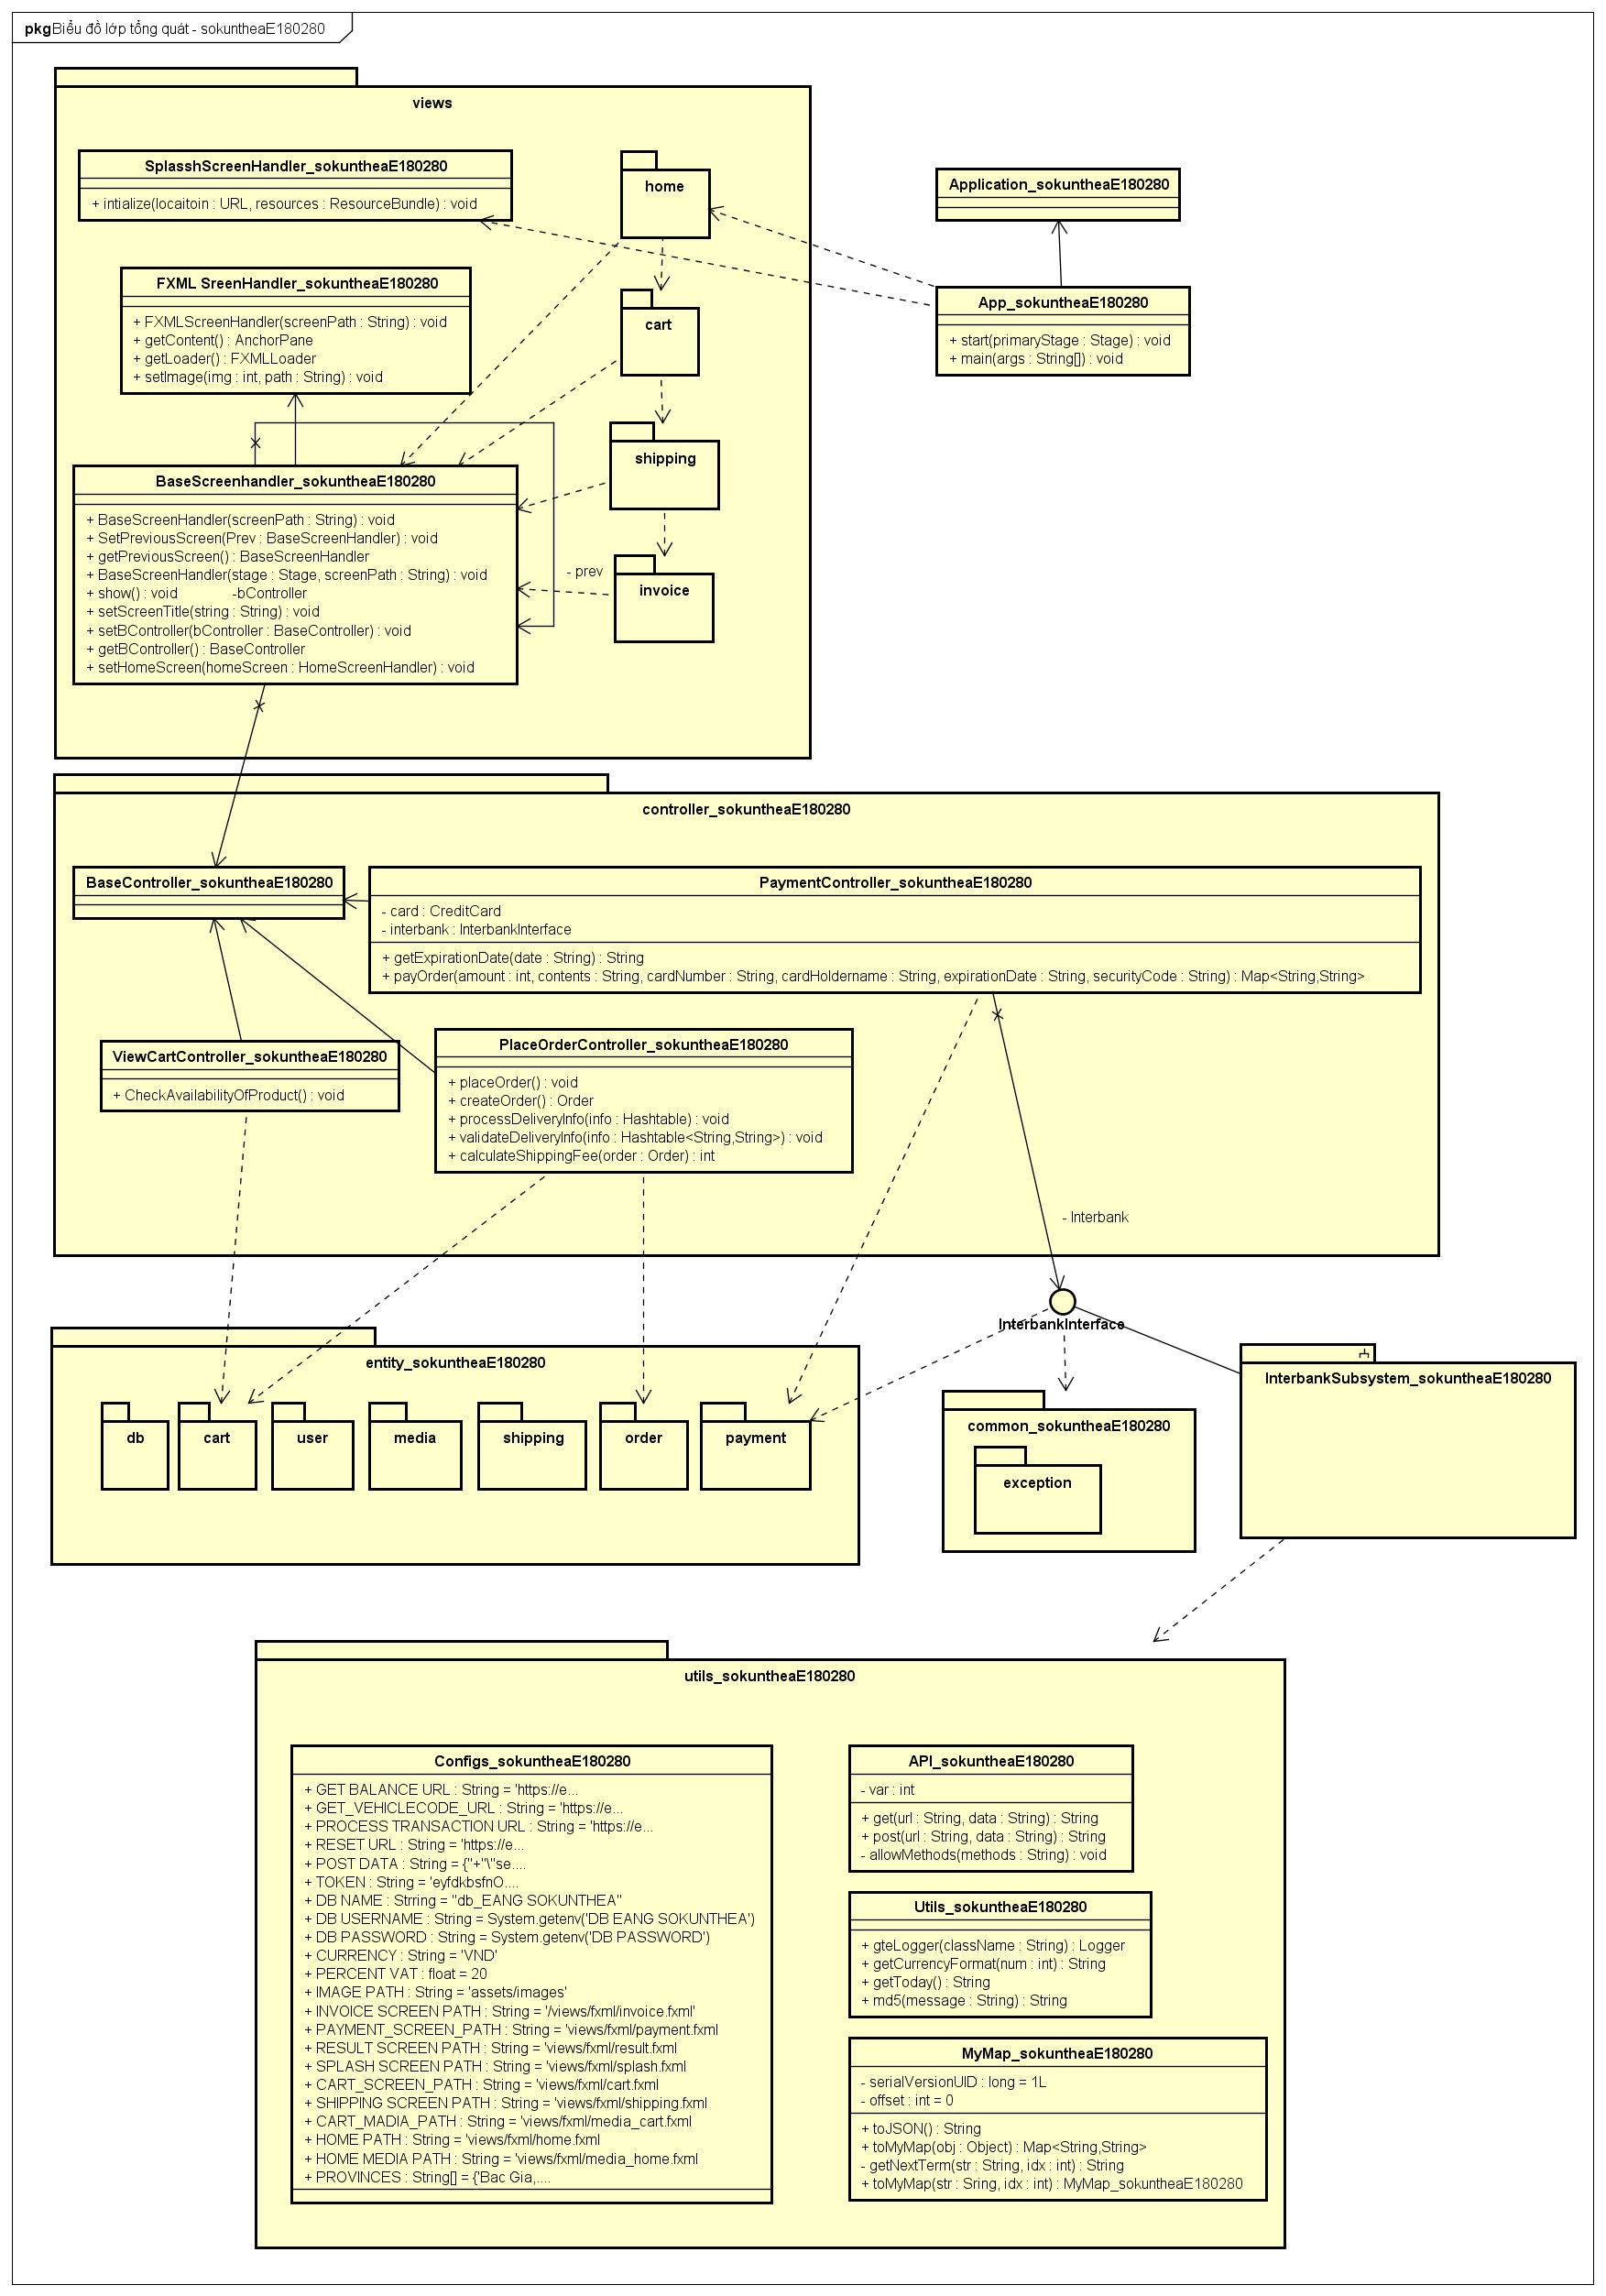 pkg Biểu đồ lớp tổng quát - sokuntheaE180280
views
SplasshScreenHandler_sokuntheaE180280
+ intialize(locaitoin : URL, resources : ResourceBundle) : void
home
Application_sokuntheaE180280
FXML SreenHandler_sokuntheaE180280
+ FXMLScreenHandler(screenPath : String) : void
+ getContent() : AnchorPane
+ getLoader() : FXMLLoader
+ setImage(img : int, path : String) : void
cart
App_sokuntheaE180280
+ start(primaryStage : Stage) : void
+ main(args : String[]) : void
shipping
BaseScreenhandler_sokuntheaE180280
+ BaseScreenHandler(screenPath : String) : void
+ SetPreviousScreen(Prev : BaseScreenHandler) : void
+ getPreviousScreen() : BaseScreenHandler
+ BaseScreenHandler(stage : Stage, screenPath : String) : void
+ show() : void -bController
+ setScreenTitle(string : String) : void
+ setBController(bController : BaseController) : void
+ getBController() : BaseController
+ setHomeScreen(homeScreen : HomeScreenHandler) : void
- prev
invoice
controller_sokuntheaE180280
BaseController_sokuntheaE180280
PaymentController_sokuntheaE180280
- card : CreditCard
- interbank : InterbankInterface
+ getExpirationDate(date : String) : String
+ payOrder(amount : int, contents : String, cardNumber : String, cardHoldername : String, expirationDate : String, securityCode : String) : Map<String,String>
ViewCartController_sokuntheaE180280
+ CheckAvailabilityOfProduct() : void
PlaceOrderController_sokuntheaE180280
+ placeOrder() : void
+ createOrder() : Order
+ processDeliveryInfo(info : Hashtable) : void
+ validateDeliveryInfo(info : Hashtable<String,String>) : void
+ calculateShippingFee(order : Order) : int
- Interbank
InterbankInterface
entity_sokuntheaE180280
db
cart
user
media
shipping
order
payment
common_sokuntheaE180280
exception
InterbankSubsystem_sokuntheaE180280
utils_sokuntheaE180280
Configs_sokuntheaE180280
+ GET BALANCE URL : String = 'https://e...
+ GET_VEHICLECODE_URL : String = 'https://e...
+ PROCESS TRANSACTION URL : String = 'https://e...
+ RESET URL : String = 'https://e...
+ POST DATA : String = {"+"\"se....
+ TOKEN : String = 'eyfdkbsfnO....
+ DB NAME : Strring = "db_EANG SOKUNTHEA"
+ DB USERNAME : String = System.getenv('DB EANG SOKUNTHEA')
+ DB PASSWORD : String = System.getenv('DB PASSWORD')
+ CURRENCY : String = 'VND'
+ PERCENT VAT : float = 20
+ IMAGE PATH : String = 'assets/images'
+ INVOICE SCREEN PATH : String = '/views/fxml/invoice.fxml'
+ PAYMENT_SCREEN_PATH : String = 'views/fxml/payment.fxml
+ RESULT SCREEN PATH : String = 'views/fxml/result.fxml
+ SPLASH SCREEN PATH : String = 'views/fxml/splash.fxml
+ CART_SCREEN_PATH : String = 'views/fxml/cart.fxml
+ SHIPPING SCREEN PATH : String = 'views/fxml/shipping.fxml
+ CART_MADIA_PATH : String = 'views/fxml/media_cart.fxml
+ HOME PATH : String = 'views/fxml/home.fxml
+ HOME MEDIA PATH : String = 'views/fxml/media_home.fxml
+ PROVINCES : String[] = {'Bac Gia,....
API_sokuntheaE180280
- var : int
+ get(url : String, data : String) : String
+ post(url : String, data : String) : String
- allowMethods(methods : String) : void
Utils_sokuntheaE180280
+ gteLogger(className : String) : Logger
+ getCurrencyFormat(num : int) : String
+ getToday() : String
+ md5(message : String) : String
MyMap_sokuntheaE180280
- serialVersionUID : long = 1L
- offset : int = 0
+ toJSON() : String
+ toMyMap(obj : Object) : Map<String,String>
- getNextTerm(str : String, idx : int) : String
+ toMyMap(str : Sring, idx : int) : MyMap_sokuntheaE180280